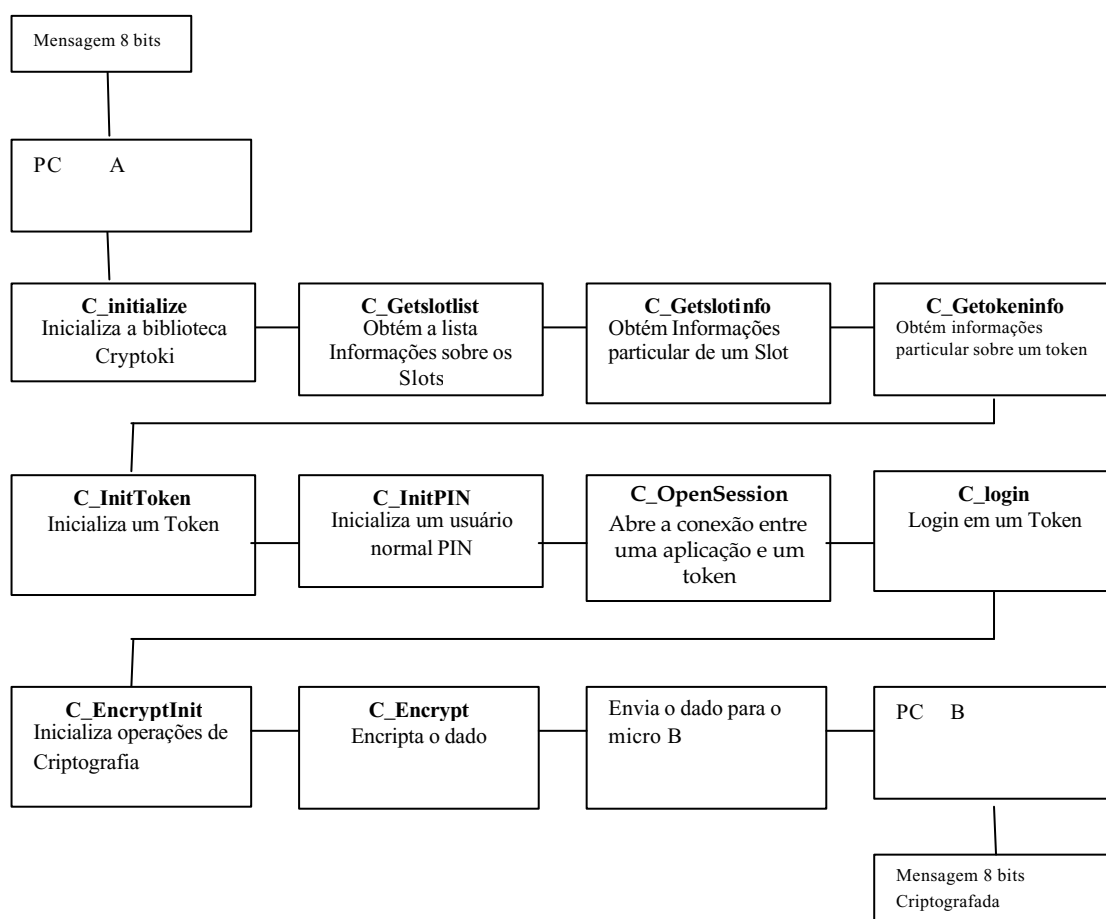 Mensagem 8 bits
PC A
C_initialize
Inicializa a biblioteca
Cryptoki
C_Getslotlist
Obtém a lista
Informações sobre os
Slots
C_Getslotinfo
Obtém Informações
particular de um Slot
C_Getokeninfo
Obtém informações
particular sobre um token
C_InitToken
Inicializa um Token
C_InitPIN
Inicializa um usuário
normal PIN
C_OpenSession
Abre a conexão entre
uma aplicação e um
token
C_login
Login em um Token
C_EncryptInit
Inicializa operações de
Criptografia
C_Encrypt
Encripta o dado
Envia o dado para o
micro B
PC B
Mensagem 8 bits
Criptografada